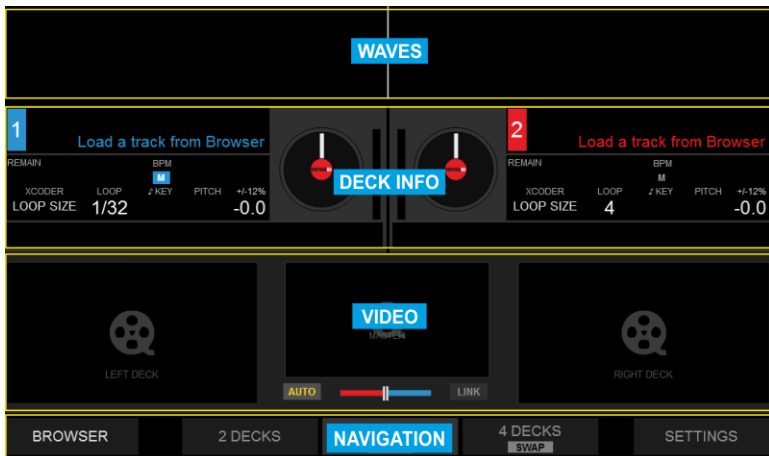 WAVES
1
Load a track from Browser
2
Load a track from Browser
DECK INFO
REMAIN BPM
M
XCODER LOOP ♪ KEY PITCH +/-12%
LOOP SIZE 1/32 -0.0
REMAIN BPM
M
XCODER LOOP ♪ KEY PITCH +/-12%
LOOP SIZE 4 -0.0
VIDEO
LEFT DECK
RIGHT DECK
AUTO LINK
BROWSER 2 DECKS NAVIGATION 4 DECKS SETTINGS
SWAP